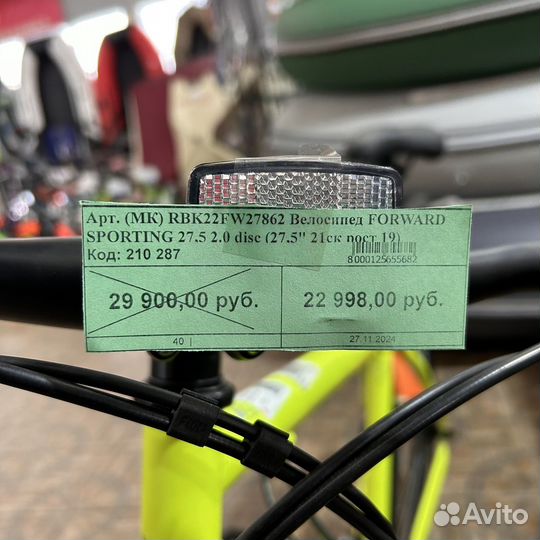 Арт. (МК) RBK22FW27862 Велосипед FORWARD
SPORTING 27.5 2.0 disc (27.5" 21ск рост 19)
Код: 210 287
8000125655682
29 900,00 руб.
22 998,00 руб.
40 |
27.11.2024
Avito